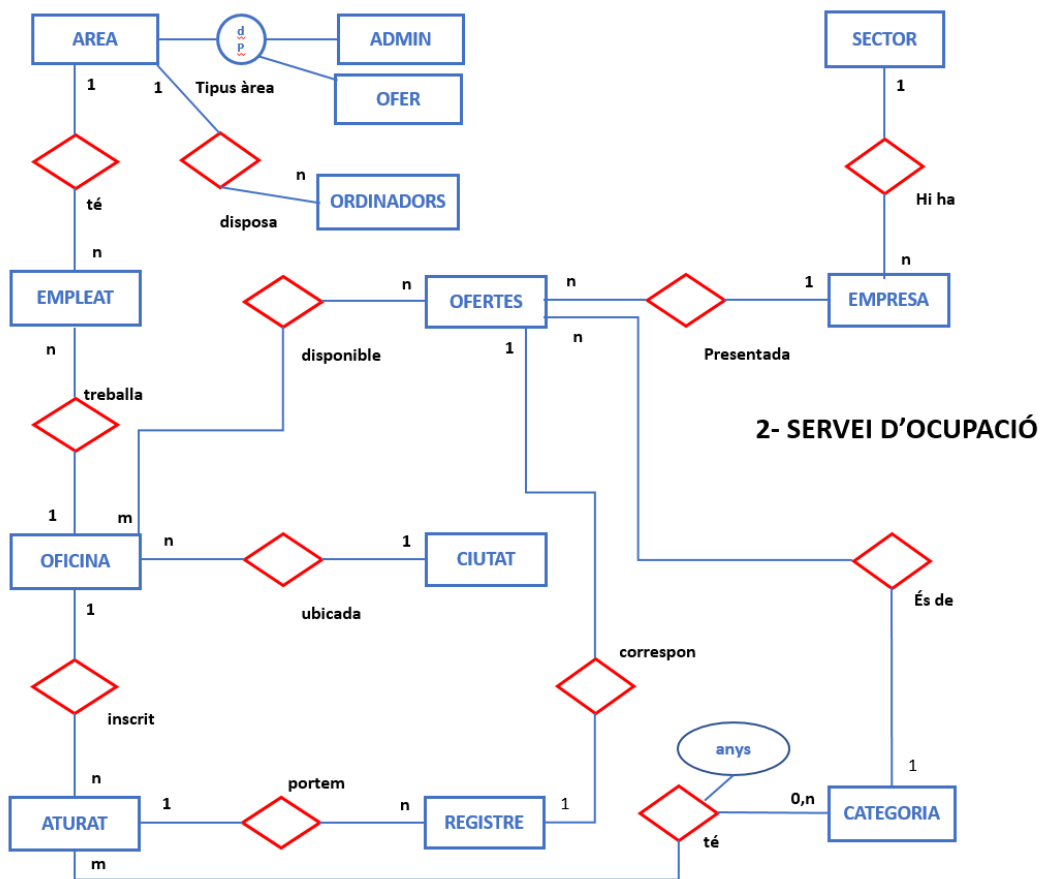 AREA
d
p
ADMIN
SECTOR
1
1
Tipus àrea
OFER
1
n
ORDINADORS
té
disposa
Hi ha
n
n
EMPLEAT
n
OFERTES
n
1
EMPRESA
n
disponible
1
n
Presentada
treballa
2- SERVEI D'OCUPACIÓ
1
m
OFICINA
n
1
CIUTAT
1
ubicada
És de
correspon
inscrit
anys
n
portem
1
ATURAT
1
n
REGISTRE
1
0,n
CATEGORIA
té
m